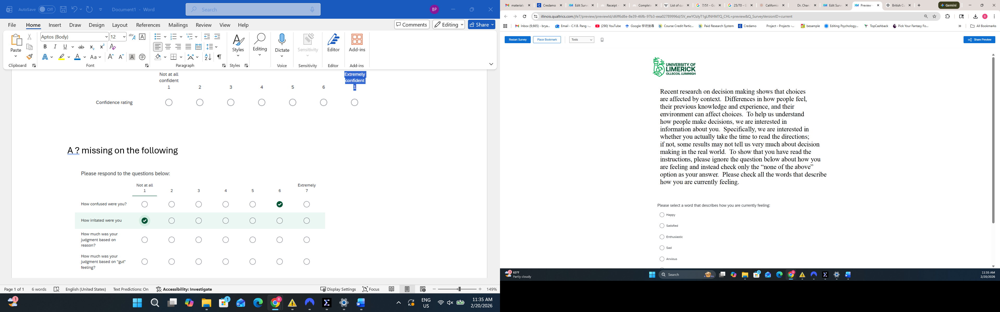 AutoSave Off Document1 - Word Search BP
File Home Insert Draw Design Layout References Mailings Review View Help Comments Editing Share
Aptos (Body) 12
Paste Styles Editing Dictate Sensitivity Editor Add-ins
Clipboard Font Paragraph Styles Voice Sensitivity Editor Add-ins
Not at all confident 1 2 3 4 5 6 Extremely confident 1
Confidence rating
A ? missing on the following
Please respond to the questions below:
Not at all 1 2 3 4 5 6 Extremely 7
How confused were you?
How irritated were you
How much was your
judgment based on
reason?
How much was your
judgment based on "gut"
feeling?
Page 1 of 1 6 words English (United States) Text Predictions: On Accessibility: Investigate Display Settings Focus 149%
1 ENG US 11:35 AM 2/20/2026
materials Credamo Edit Surve Receipt - Complete List of cu 7/51 - Go 25/70 - G California Dr. Chan Edit Surve Preview - British Cu Gemini
illinois.qualtrics.com/jfe7/preview/previewId/d6ff6d8e-8e39-46fb-97b3-eea02789996d/SV_ewYOzlyT1gLfNHM?Q_CHL=preview&Q_SurveyVersionID=current
Inbox (9,665) - brya... Email - C.Y.B. Pang -... (290) YouTube Google 學術搜尋 Course Credit Partic... Paid Research System Credamo Project - Projects -... besample Editing Psychology... TopCashback Pick Your Fantasy Fo... All Bookmarks
Restart Survey Place Bookmark Tools Share Preview
UNIVERSITY OF
LIMERICK
OLLSCOIL LUIMNIGH
Recent research on decision making shows that choices
are affected by context. Differences in how people feel,
their previous knowledge and experience, and their
environment can affect choices. To help us understand
how people make decisions, we are interested in
information about you. Specifically, we are interested in
whether you actually take the time to read the directions;
if not, some results may not tell us very much about decision
making in the real world. To show that you have read the
instructions, please ignore the question below about how you
are feeling and instead check only the “none of the above”
option as your answer. Please check all the words that describe
how you are currently feeling.
Please select a word that describes how you are currently feeling:
Happy
Satisfied
Enthusiastic
Sad
Anxious
65°F
Partly cloudy
Search
11:35 AM
2/20/2026